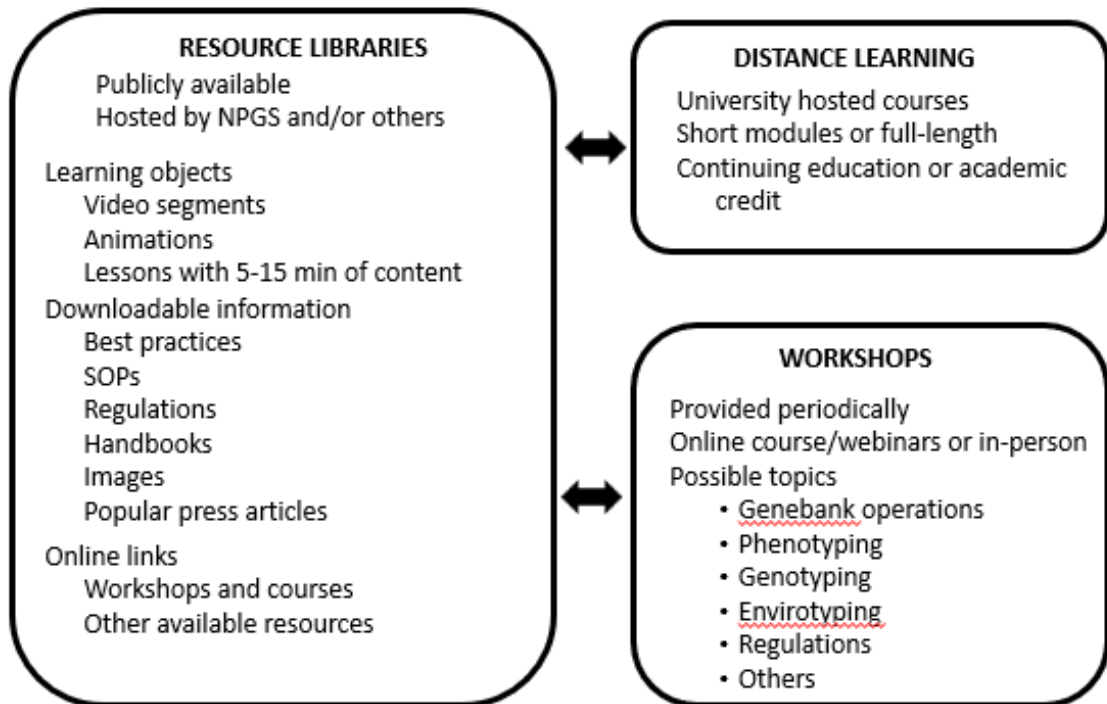 RESOURCE LIBRARIES
Publicly available
Hosted by NPGS and/or others
Learning objects
Video segments
Animations
Lessons with 5-15 min of content
Downloadable information
Best practices
SOPs
Regulations
Handbooks
Images
Popular press articles
Online links
Workshops and courses
Other available resources
DISTANCE LEARNING
University hosted courses
Short modules or full-length
Continuing education or academic
credit
WORKSHOPS
Provided periodically
Online course/webinars or in-person
Possible topics
• Genebank operations
• Phenotyping
• Genotyping
• Envirotyping
• Regulations
• Others